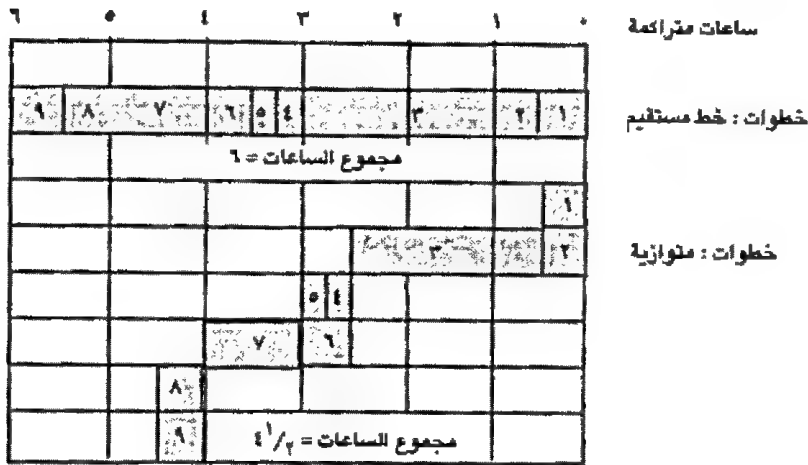 ساعات متراكمة ٠ ١ ٢ ٣ ٤ ٥ ٦
خطوات : خط مستقيم ١ ٢ ٣ ٤ ٥ ٦ ٧ ٨ ٩
مجموع الساعات = ٦
١
خطوات : متوازية ٢ ٣
٤ ٥
٦ ٧
٨
٩ مجموع الساعات = ٤ ١/٢